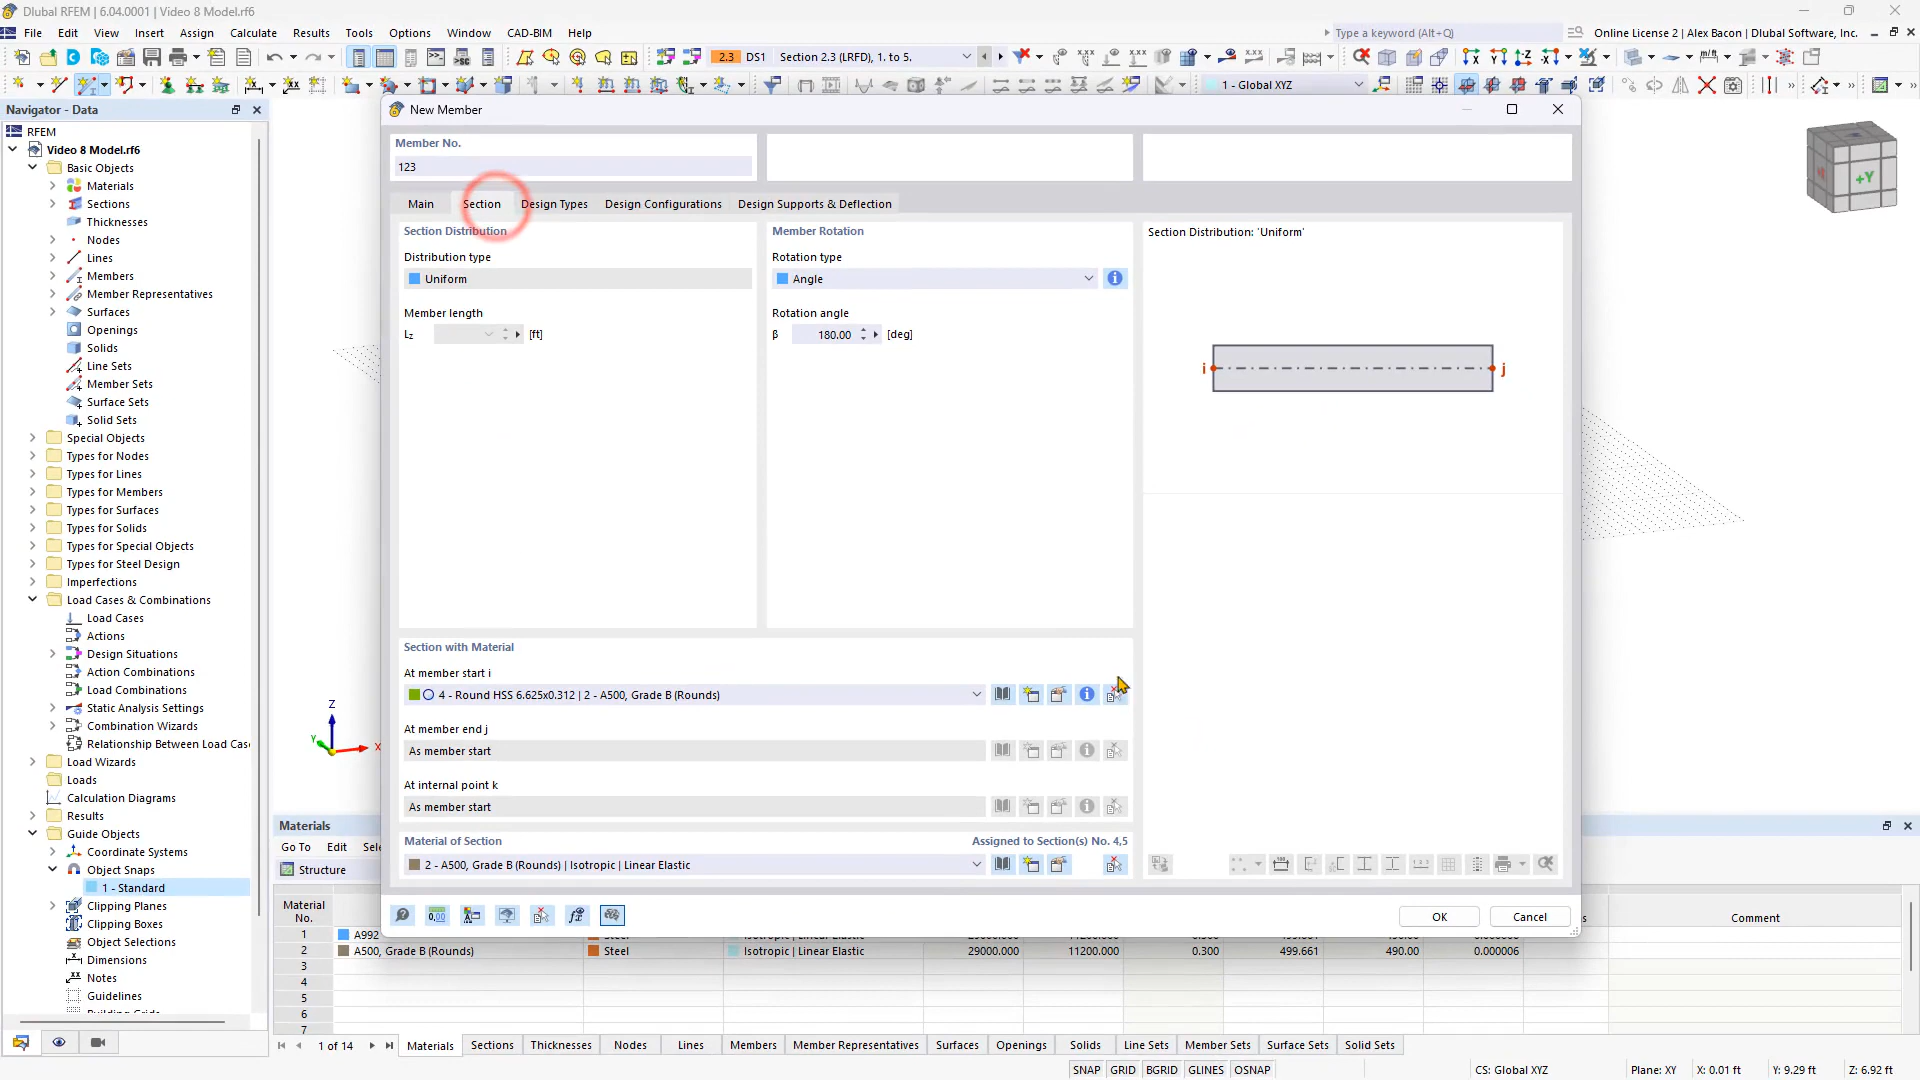 Dlubal RFEM | 6.04.0001 | Video 8 Model.rf6
File Edit View Insert Assign Calculate Results Tools Options Window CAD-BIM Help
Type a keyword (Alt+Q)
Online License 2 | Alex Bacon | Dlubal Software, Inc.
2.3 DS1 Section 2.3 (LRFD), 1. to 5.
1 - Global XYZ
Navigator - Data
RFEM
Video 8 Model.rf6
Basic Objects
Materials
Sections
Thicknesses
Nodes
Lines
Members
Member Representatives
Surfaces
Openings
Solids
Line Sets
Member Sets
Surface Sets
Solid Sets
Special Objects
Types for Nodes
Types for Lines
Types for Members
Types for Surfaces
Types for Solids
Types for Special Objects
Types for Steel Design
Imperfections
Load Cases & Combinations
Load Cases
Actions
Design Situations
Action Combinations
Load Combinations
Static Analysis Settings
Combination Wizards
Relationship Between Load Case
Load Wizards
Loads
Calculation Diagrams
Results
Guide Objects
Coordinate Systems
Object Snaps
1 - Standard
Clipping Planes
Clipping Boxes
Object Selections
Dimensions
Notes
Guidelines
Building Grids
New Member
Member No.
123
Main Section Design Types Design Configurations Design Supports & Deflection
Section Distribution
Distribution type
Uniform
Member length
Lz [ft]
Member Rotation
Rotation type
Angle
Rotation angle
β 180.00 [deg]
Section Distribution: 'Uniform'
i j
Section with Material
At member start i
4 - Round HSS 6.625x0.312 | 2 - A500, Grade B (Rounds)
At member end j
As member start
At internal point k
As member start
Material of Section Assigned to Section(s) No. 4,5
2 - A500, Grade B (Rounds) | Isotropic | Linear Elastic
OK Cancel
+Y
Z
Y
X
Materials
Go To Edit
Structure
Material
No.
Comment
1 A992
2 A500, Grade B (Rounds) Steel Isotropic | Linear Elastic 29000.000 11200.000 0.300 499.661 490.00 0.000006
3
4
5
6
7
1 of 14 Materials Sections Thicknesses Nodes Lines Members Member Representatives Surfaces Openings Solids Line Sets Member Sets Surface Sets Solid Sets
SNAP GRID BGRID GLINES OSNAP
CS: Global XYZ Plane: XY X: 0.01 ft Y: 9.29 ft Z: 6.92 ft